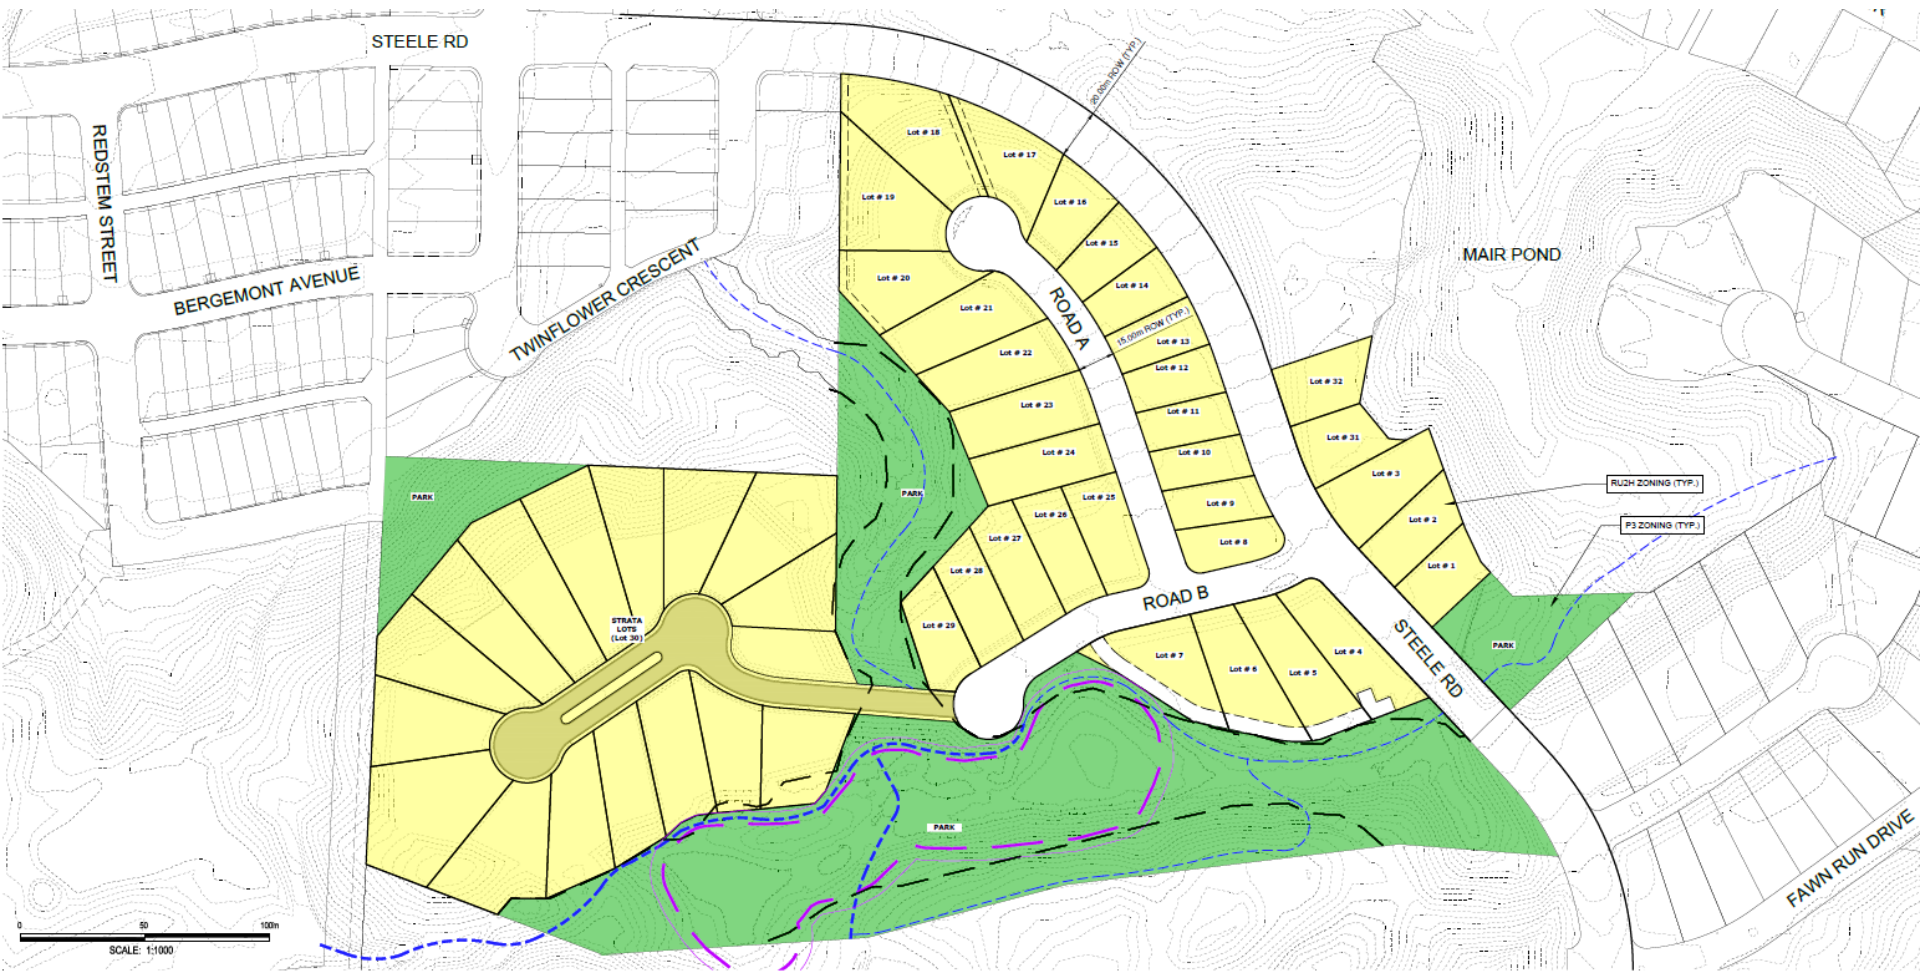 STEELE RD
20.00m ROW (TYP.)
REDSTEM STREET
BERGEMONT AVENUE
TWINFLOWER CRESCENT
MAIR POND
Lot # 18
Lot # 17
Lot # 19
Lot # 16
Lot # 15
Lot # 20
Lot # 14
Lot # 21
ROAD A
15.00m ROW (TYP.)
Lot # 13
Lot # 22
Lot # 12
Lot # 32
Lot # 23
Lot # 11
Lot # 31
Lot # 24
Lot # 10
Lot # 3
RU2H ZONING (TYP.)
PARK
PARK
Lot # 25
Lot # 9
Lot # 26
Lot # 2
P3 ZONING (TYP.)
Lot # 27
Lot # 8
Lot # 28
Lot # 1
ROAD B
STRATA
LOTS
(Lot 30)
Lot # 29
Lot # 7
Lot # 6
Lot # 5
Lot # 4
STEELE RD
PARK
PARK
FAWN RUN DRIVE
0
50
100m
SCALE: 1:1000